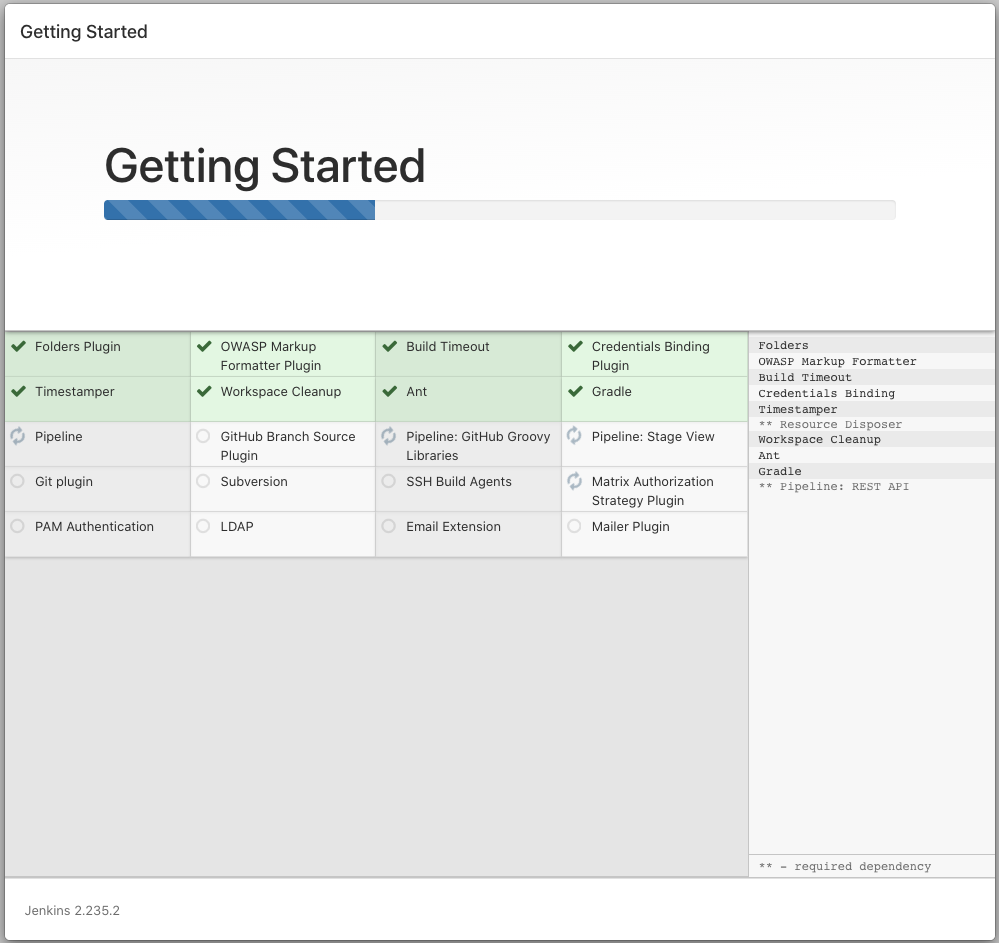 Getting Started
Getting Started
Folders Plugin
OWASP Markup
Formatter Plugin
Build Timeout
Credentials Binding
Plugin
Timestamper
Workspace Cleanup
Ant
Gradle
Pipeline
GitHub Branch Source
Plugin
Pipeline: GitHub Groovy
Libraries
Pipeline: Stage View
Git plugin
Subversion
SSH Build Agents
Matrix Authorization
Strategy Plugin
PAM Authentication
LDAP
Email Extension
Mailer Plugin
Folders
OWASP Markup Formatter
Build Timeout
Credentials Binding
Timestamper
** Resource Disposer
Workspace Cleanup
Ant
Gradle
** Pipeline: REST API
** - required dependency
Jenkins 2.235.2